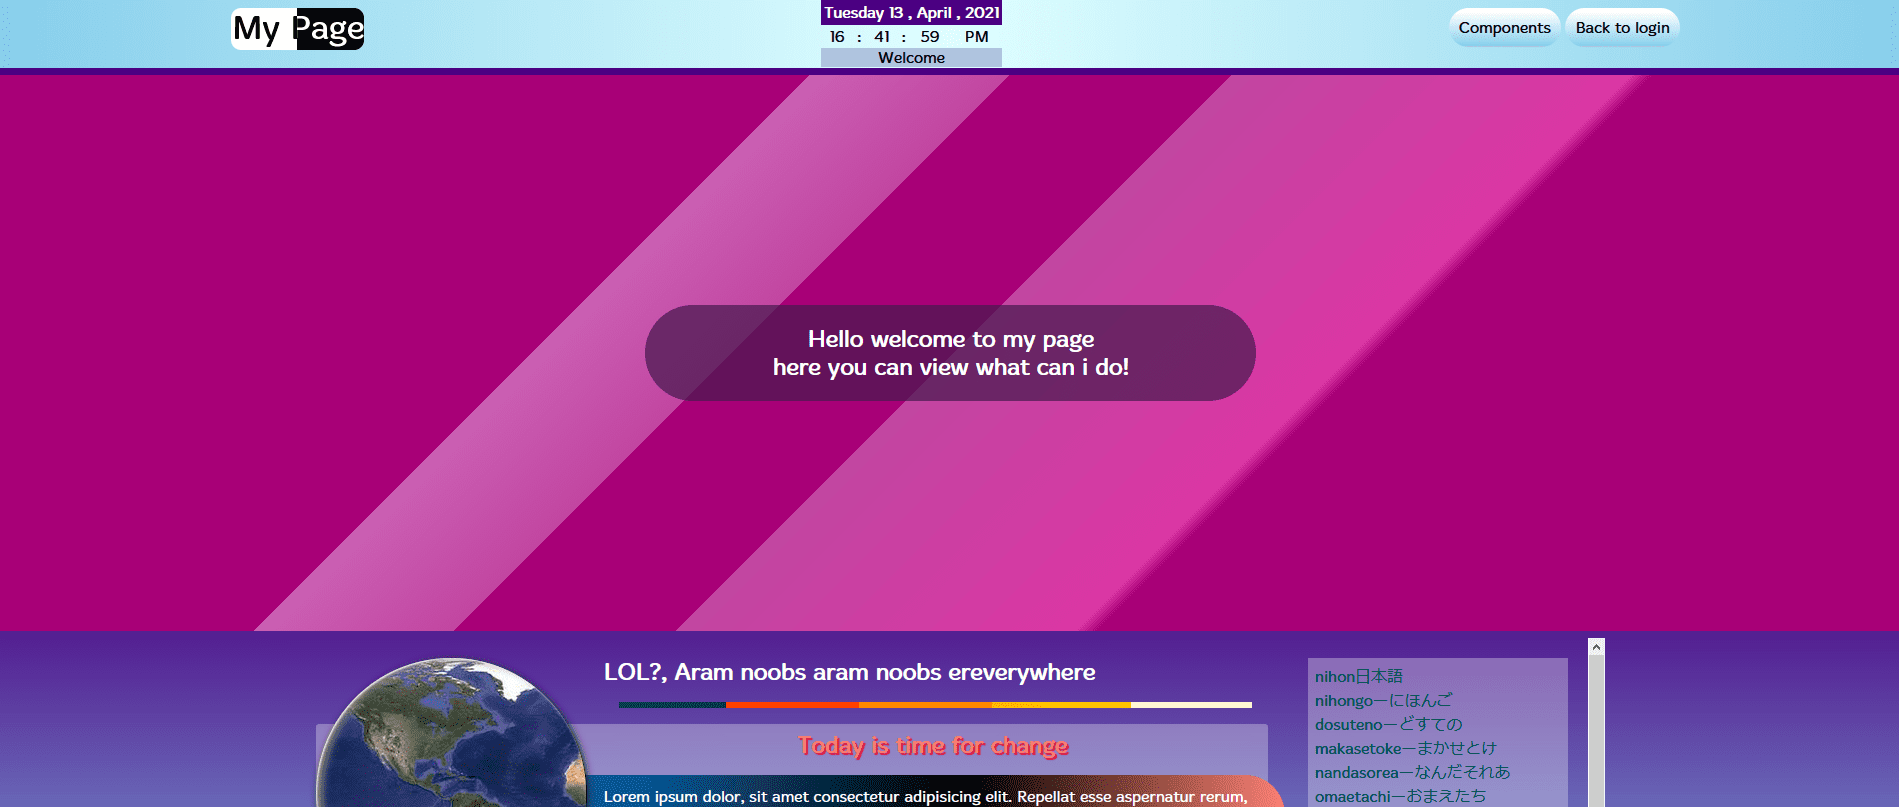 My Page
Tuesday 13 , April , 2021
16 : 41 : 59 PM
Welcome
Components
Back to login
Hello welcome to my page
here you can view what can i do!
LOL?, Aram noobs aram noobs ereverywhere
Today is time for change
Lorem ipsum dolor, sit amet consectetur adipisicing elit. Repellat esse aspernatur rerum,
nihon日本語
nihongoーにほんご
dosutenoーどすての
makasetokeーまかせとけ
nandasoreaーなんだそれあ
omaetachiーおまえたち